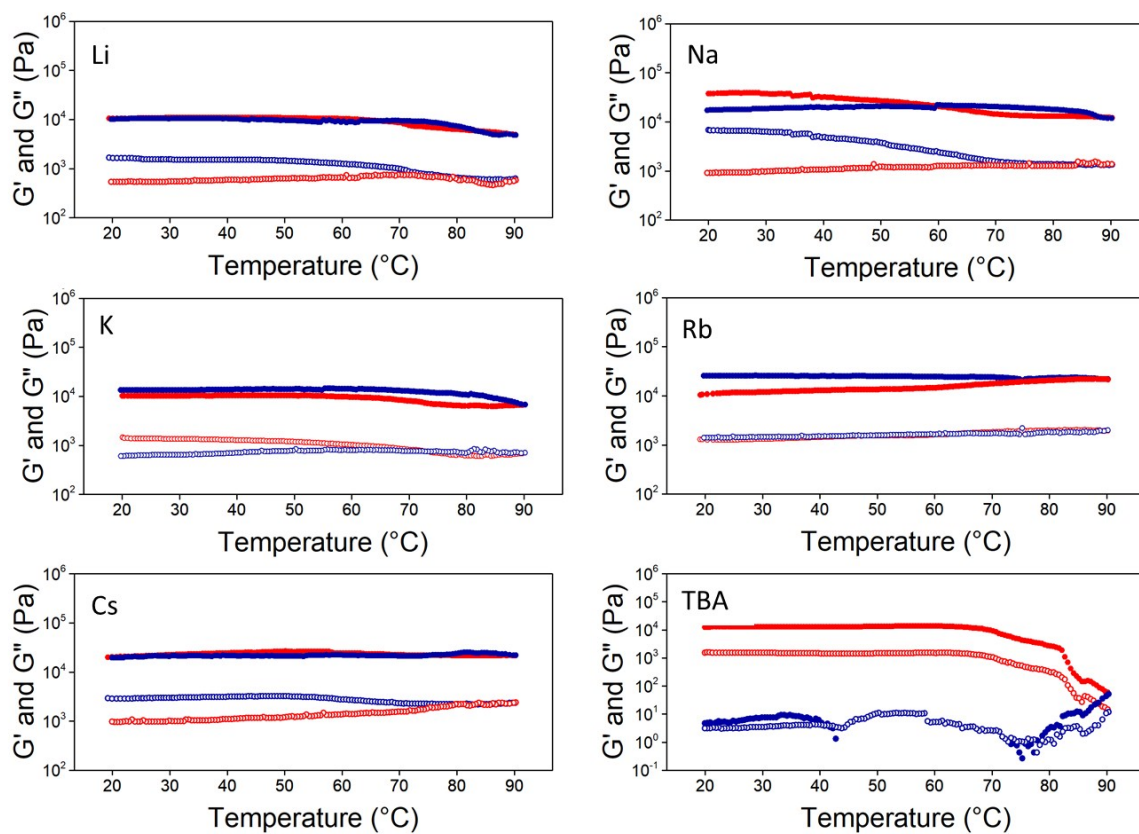 G' and G" (Pa)
10⁶
10⁵
10⁴
10³
10²
Li
20 30 40 50 60 70 80 90
Temperature (°C)
G' and G" (Pa)
10⁶
10⁵
10⁴
10³
10²
Na
20 30 40 50 60 70 80 90
Temperature (°C)
G' and G" (Pa)
10⁶
10⁵
10⁴
10³
10²
K
20 30 40 50 60 70 80 90
Temperature (°C)
G' and G" (Pa)
10⁶
10⁵
10⁴
10³
10²
Rb
20 30 40 50 60 70 80 90
Temperature (°C)
G' and G" (Pa)
10⁶
10⁵
10⁴
10³
10²
Cs
20 30 40 50 60 70 80 90
Temperature (°C)
G' and G" (Pa)
10⁶
10⁵
10⁴
10³
10²
10¹
10⁰
10⁻¹
TBA
20 30 40 50 60 70 80 90
Temperature (°C)